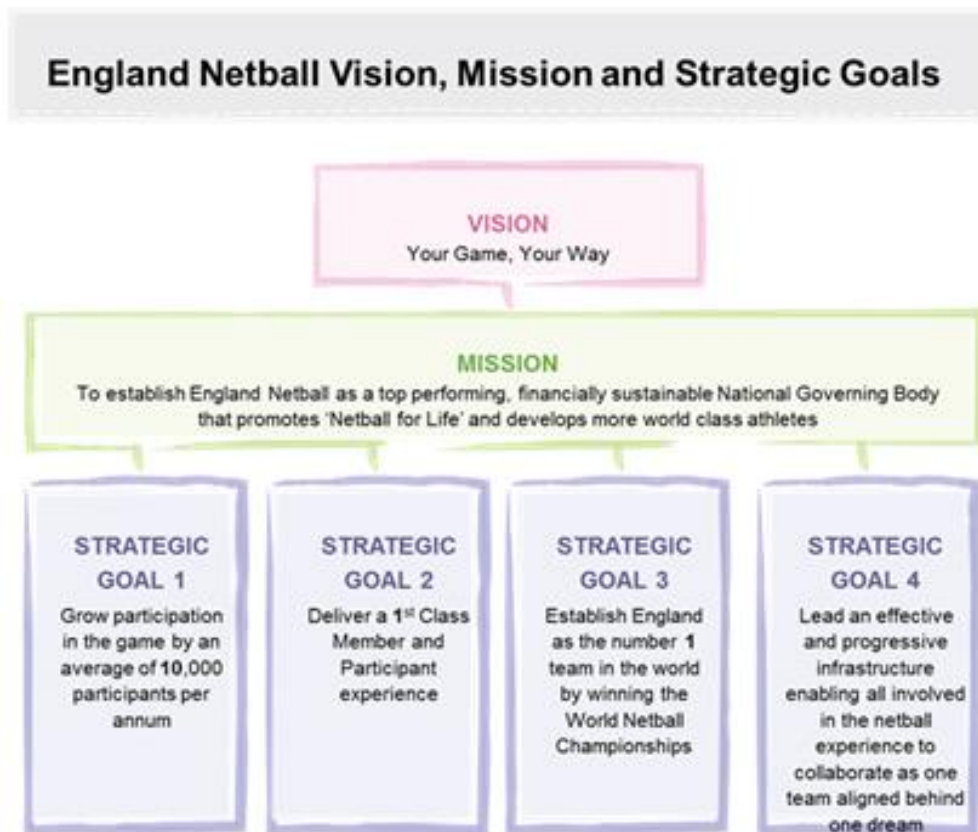 England Netball Vision, Mission and Strategic Goals
VISION
Your Game, Your Way
MISSION
To establish England Netball as a top performing, financially sustainable National Governing Body
that promotes 'Netball for Life' and develops more world class athletes
STRATEGIC
GOAL 1
Grow participation
in the game by an
average of 10,000
participants per
annum
STRATEGIC
GOAL 2
Deliver a 1st Class
Member and
Participant
experience
STRATEGIC
GOAL 3
Establish England
as the number 1
team in the world
by winning the
World Netball
Championships
STRATEGIC
GOAL 4
Lead an effective
and progressive
infrastructure
enabling all involved
in the netball
experience to
collaborate as one
team aligned behind
one dream